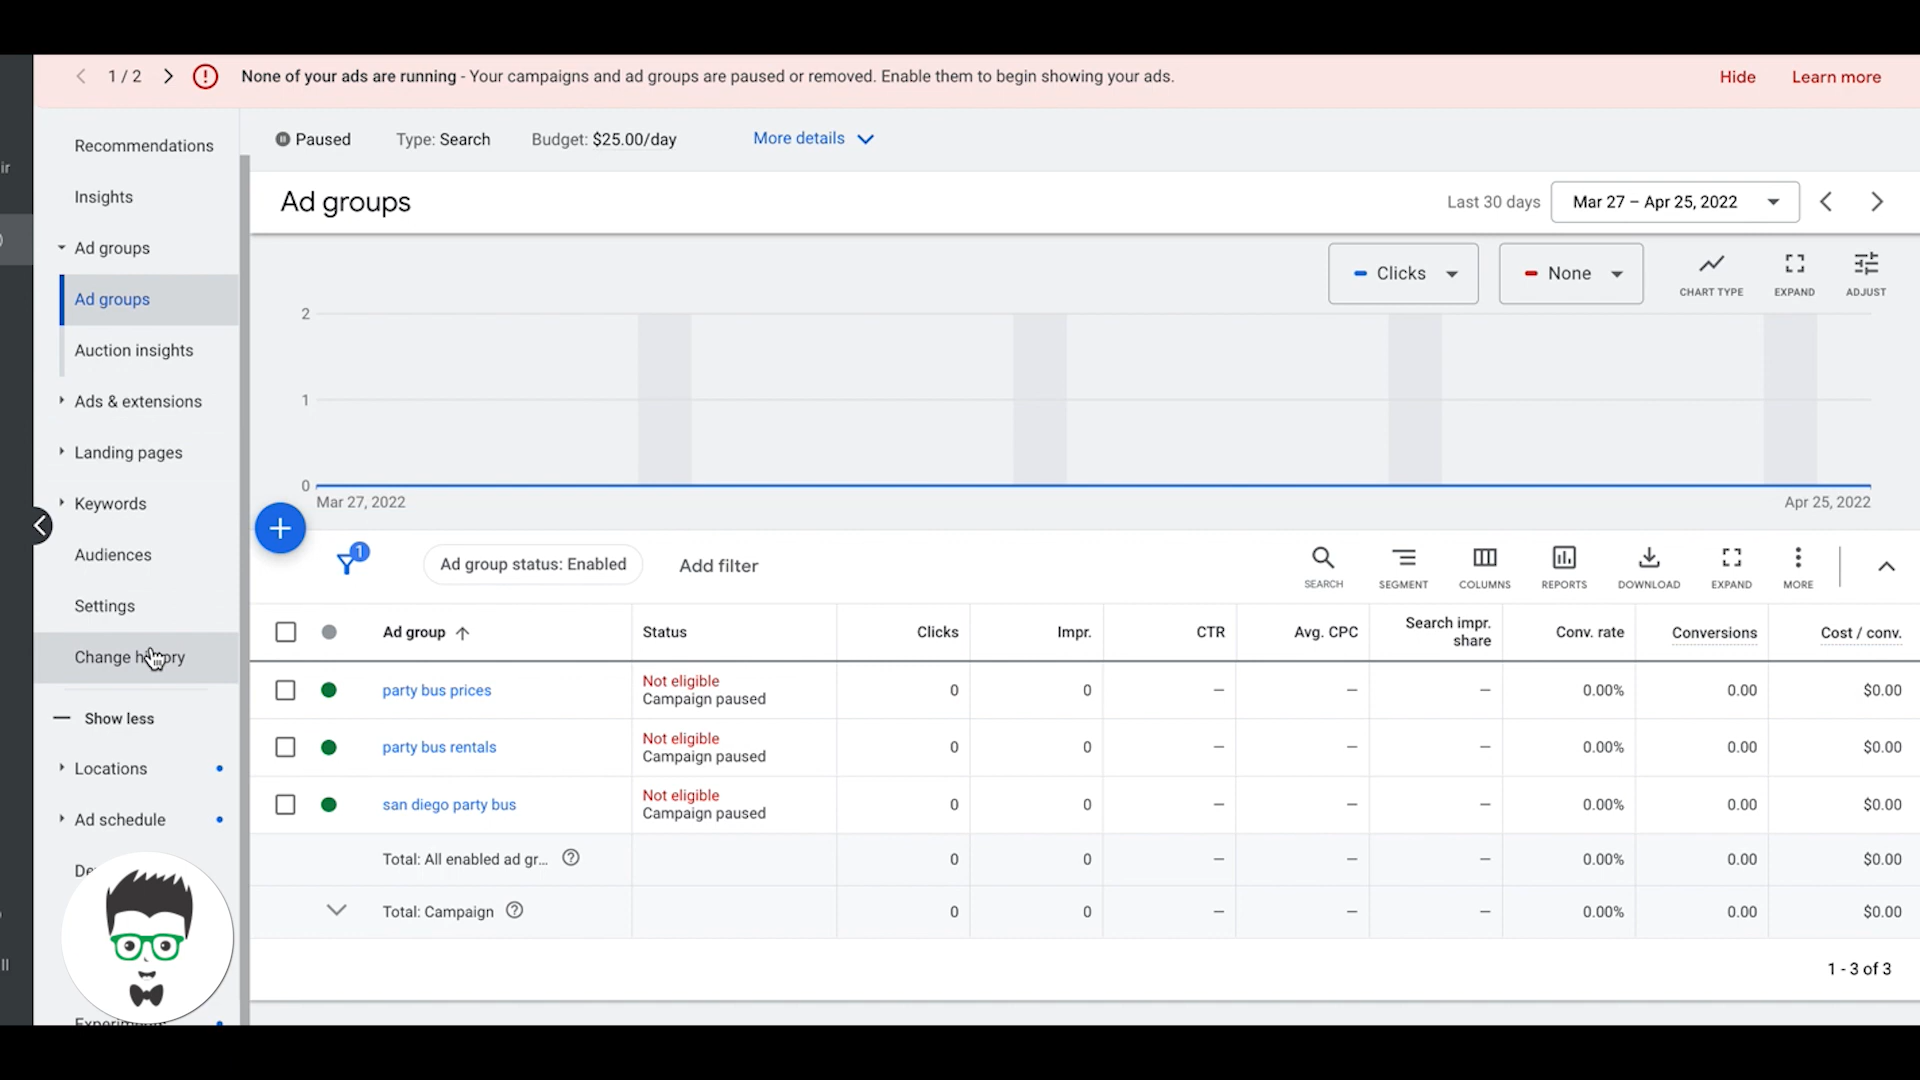 1 / 2
None of your ads are running - Your campaigns and ad groups are paused or removed. Enable them to begin showing your ads.
Hide
Learn more
ir
Recommendations
Insights
Ad groups
Ad groups
Auction insights
Ads & extensions
Landing pages
Keywords
Audiences
Settings
Show less
Locations
Ad schedule
Paused
Type: Search
Budget: $25.00/day
More details
Ad groups
Last 30 days
Mar 27 – Apr 25, 2022
Clicks
None
CHART TYPE
EXPAND
ADJUST
2
1
0
Mar 27, 2022
Apr 25, 2022
1
Ad group status: Enabled
Add filter
SEARCH
SEGMENT
COLUMNS
REPORTS
DOWNLOAD
EXPAND
MORE
Ad group Status Clicks Impr. CTR Avg. CPC Search impr. share Conv. rate Conversions Cost / conv.
party bus prices Not eligible Campaign paused 0 0 – – – 0.00% 0.00 $0.00
party bus rentals Not eligible Campaign paused 0 0 – – – 0.00% 0.00 $0.00
san diego party bus Not eligible Campaign paused 0 0 – – – 0.00% 0.00 $0.00
Total: All enabled ad gr... 0 0 – – – 0.00% 0.00 $0.00
Total: Campaign 0 0 – – – 0.00% 0.00 $0.00
1 - 3 of 3